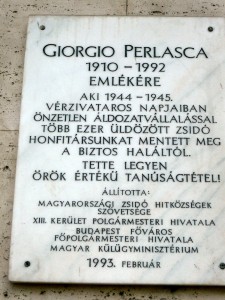 GIORGIO PERLASCA
1910 - 1992
EMLÉKÉRE
AKI 1944 - 1945.
VÉRZIVATAROS NAPJAIBAN
ÖNZETLEN ÁLDOZATVÁLLALÁSSAL
TÖBB EZER ÜLDÖZÖTT ZSIDÓ
HONFITÁRSUNKAT MENTETT MEG
A BIZTOS HALÁLTÓL.
TETTE LEGYEN
ÖRÖK ÉRTÉKŰ TANÚSÁGTÉTEL!
ÁLLÍTOTTA:
MAGYARORSZÁGI ZSIDÓ HITKÖZSÉGEK
SZÖVETSÉGE
XIII. KERÜLET POLGÁRMESTERI HIVATALA
BUDAPEST FŐVÁROS
FŐPOLGÁRMESTERI HIVATALA
MAGYAR KÜLÜGYMINISZTÉRIUM
1993. FEBRUÁR